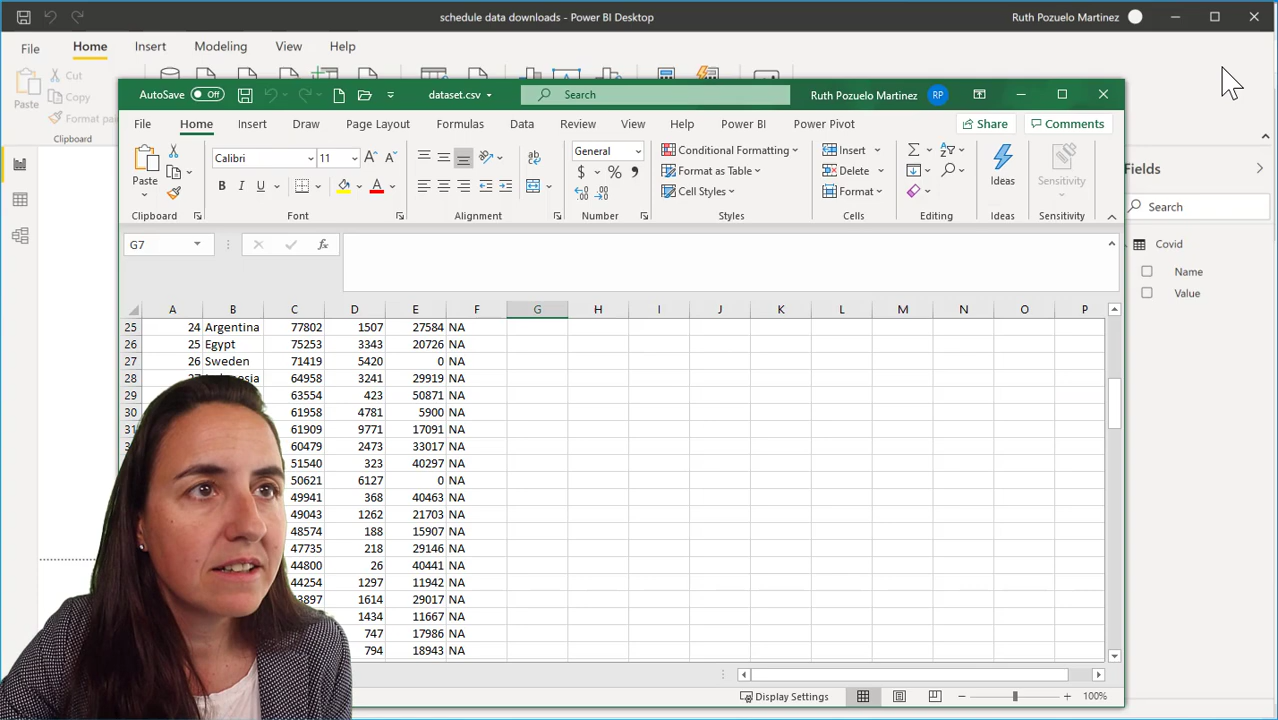 schedule data downloads - Power BI Desktop
Ruth Pozuelo Martinez
File Home Insert Modeling View Help
Paste
Cut
Copy
Format pai
Clipboard
AutoSave Off
dataset.csv
Search
Ruth Pozuelo Martinez RP
File Home Insert Draw Page Layout Formulas Data Review View Help Power BI Power Pivot Share Comments
Paste
Clipboard
Calibri 11
B I U
Font
ab
Alignment
General
$ % ,
Number
Conditional Formatting
Format as Table
Cell Styles
Styles
Insert
Delete
Format
Cells
Editing
Ideas
Ideas
Sensitivity
Sensitivity
G7
fx
A B C D E F G H I J K L M N O P
25 24 Argentina 77802 1507 27584 NA
26 25 Egypt 75253 3343 20726 NA
27 26 Sweden 71419 5420 0 NA
28 64958 3241 29919 NA
29 63554 423 50871 NA
30 61958 4781 5900 NA
31 61909 9771 17091 NA
60479 2473 33017 NA
51540 323 40297 NA
50621 6127 0 NA
49941 368 40463 NA
49043 1262 21703 NA
48574 188 15907 NA
47735 218 29146 NA
44800 26 40441 NA
44254 1297 11942 NA
3897 1614 29017 NA
1434 11667 NA
747 17986 NA
794 18943 NA
Display Settings
100%
Fields
Search
Covid
Name
Value